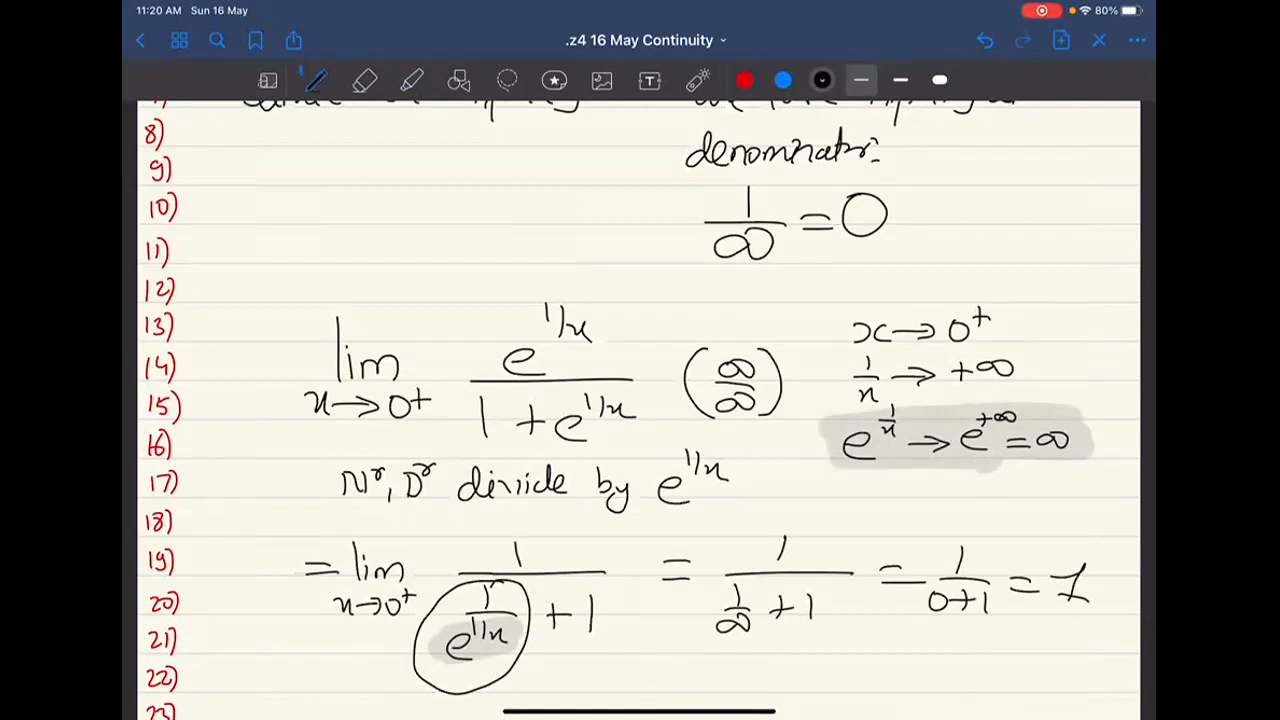 11:20 AM Sun 16 May
80%
.z4 16 May Continuity
8) denominator:
9)
10) 1/∞ = 0
11)
12)
13) x → 0⁺
14) lim x→0⁺ e^(1/x) / (1 + e^(1/x)) (∞/∞) 1/x → +∞
15)
16) e^(1/x) → e^(+∞) = ∞
17) Nʳ, Dʳ divide by e^(1/x)
18)
19) = lim x→0⁺ 1 / (1/e^(1/x) + 1) = 1 / (1/∞ + 1) = 1/(0+1) = 1
20)
21)
22)
23)